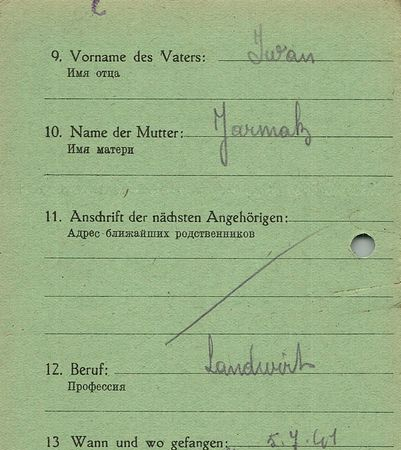 9. Vorname des Vaters: Iwan
Имя отца
10. Name der Mutter: Jarmak
Имя матери
11. Anschrift der nächsten Angehörigen:
Адрес ближайших родственников
12. Beruf: Landwirt
Профессия
13 Wann und wo gefangen: 5.7.41